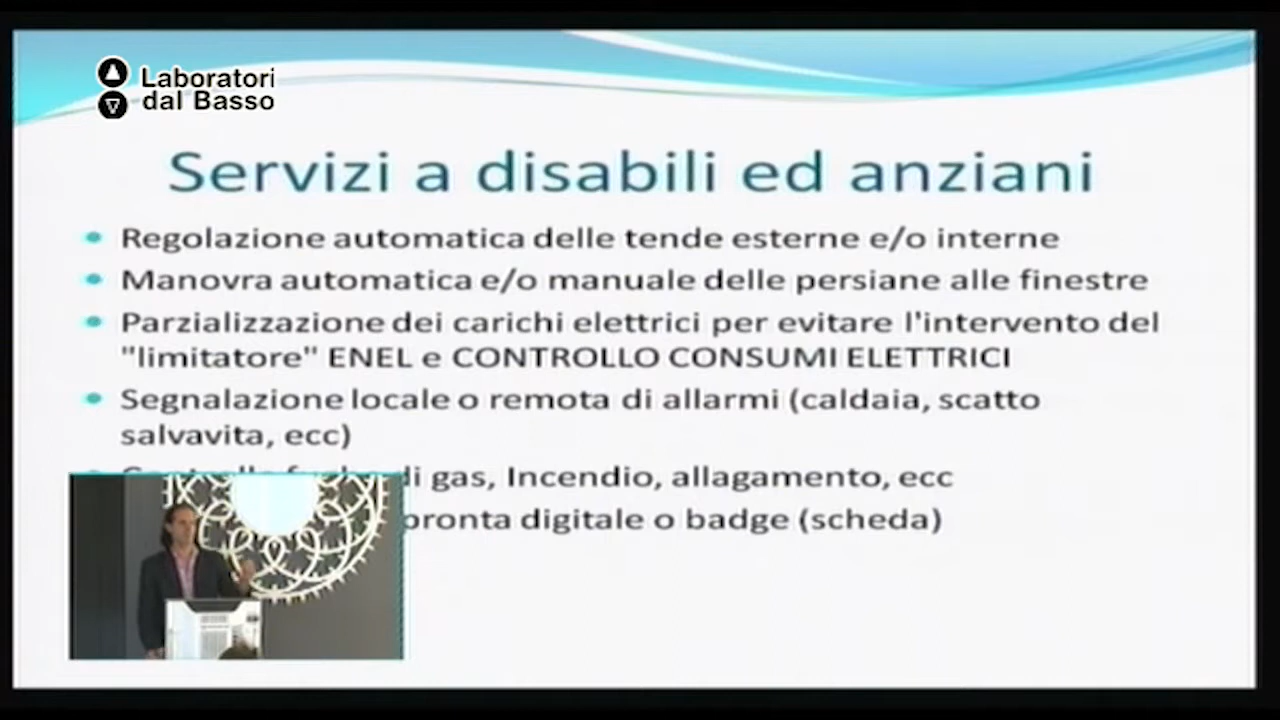 Laboratori
dal Basso
Servizi a disabili ed anziani
Regolazione automatica delle tende esterne e/o interne
Manovra automatica e/o manuale delle persiane alle finestre
Parzializzazione dei carichi elettrici per evitare l'intervento del
"limitatore" ENEL e CONTROLLO CONSUMI ELETTRICI
Segnalazione locale o remota di allarmi (caldaia, scatto
salvavita, ecc)
di gas, Incendio, allagamento, ecc
pronta digitale o badge (scheda)